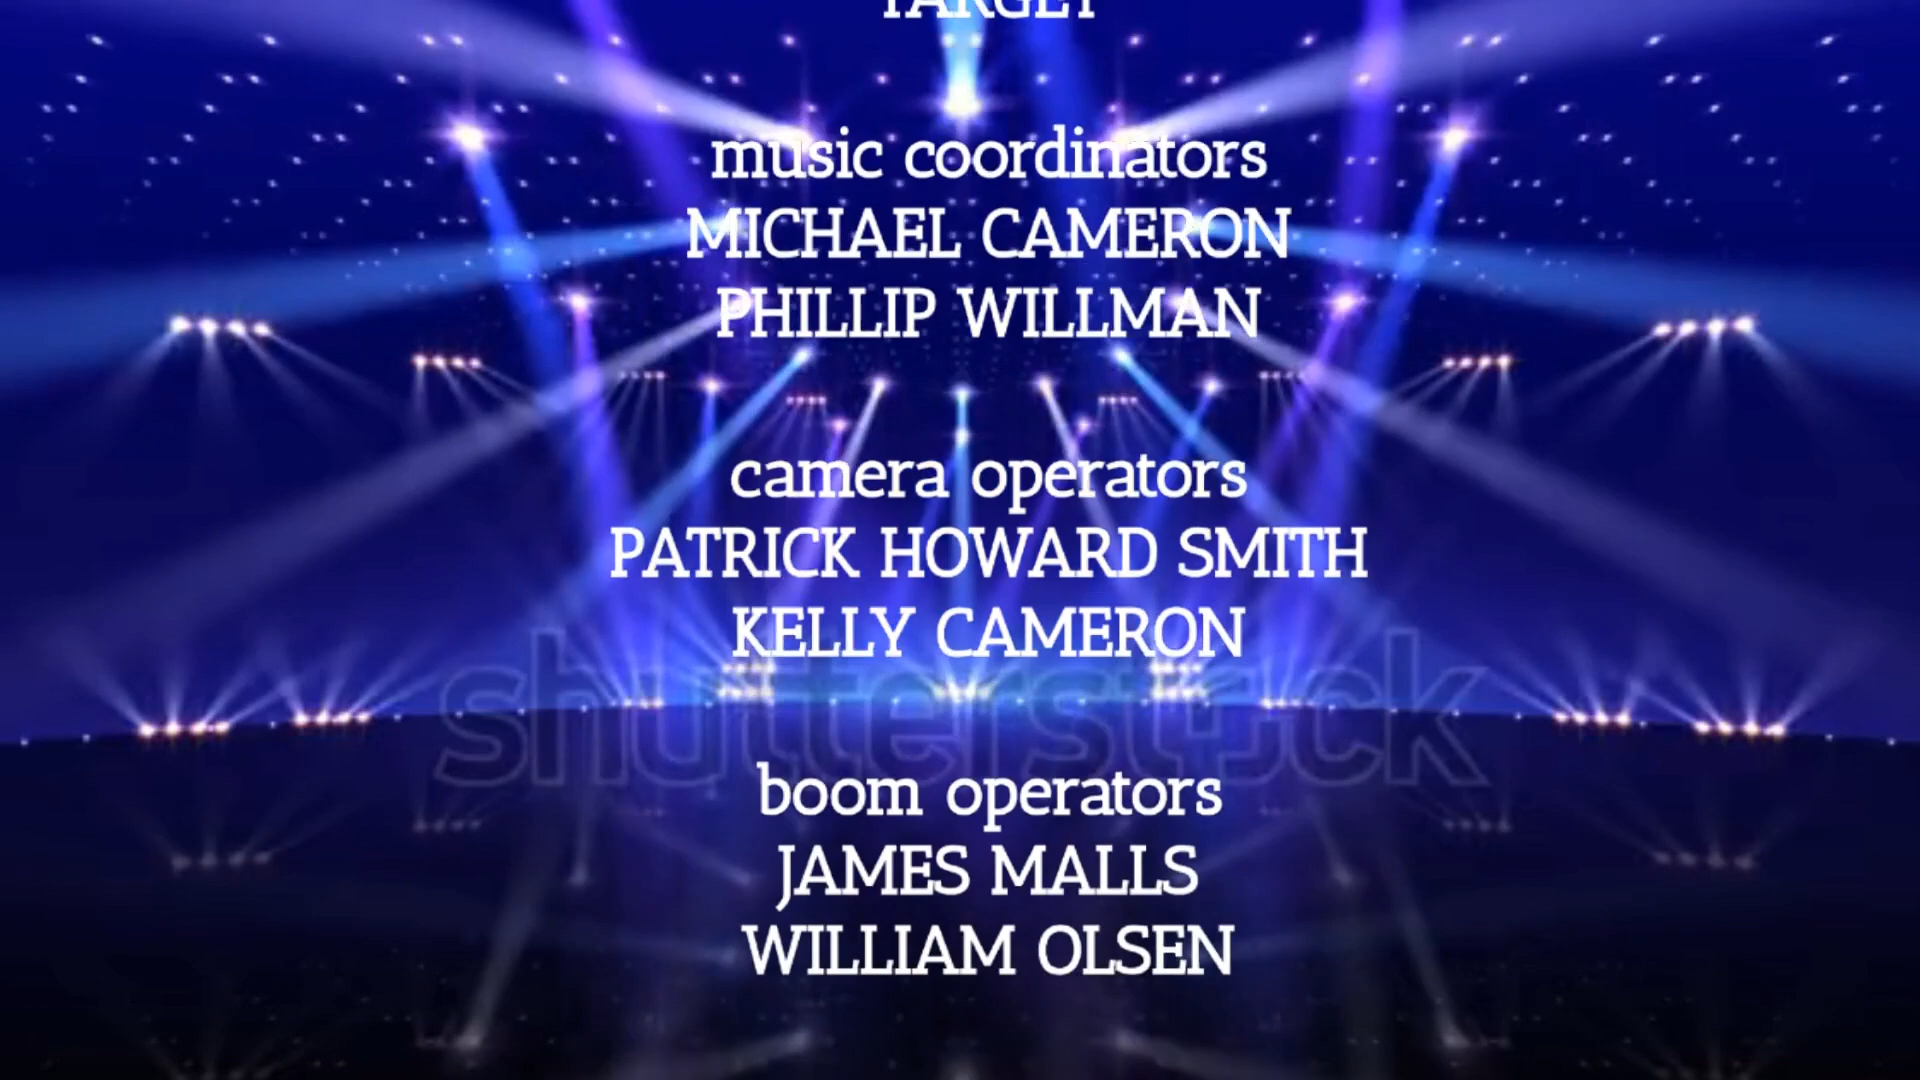 TARGET
music coordinators
MICHAEL CAMERON
PHILLIP WILLMAN
camera operators
PATRICK HOWARD SMITH
KELLY CAMERON
shutterstock
boom operators
JAMES MALLS
WILLIAM OLSEN